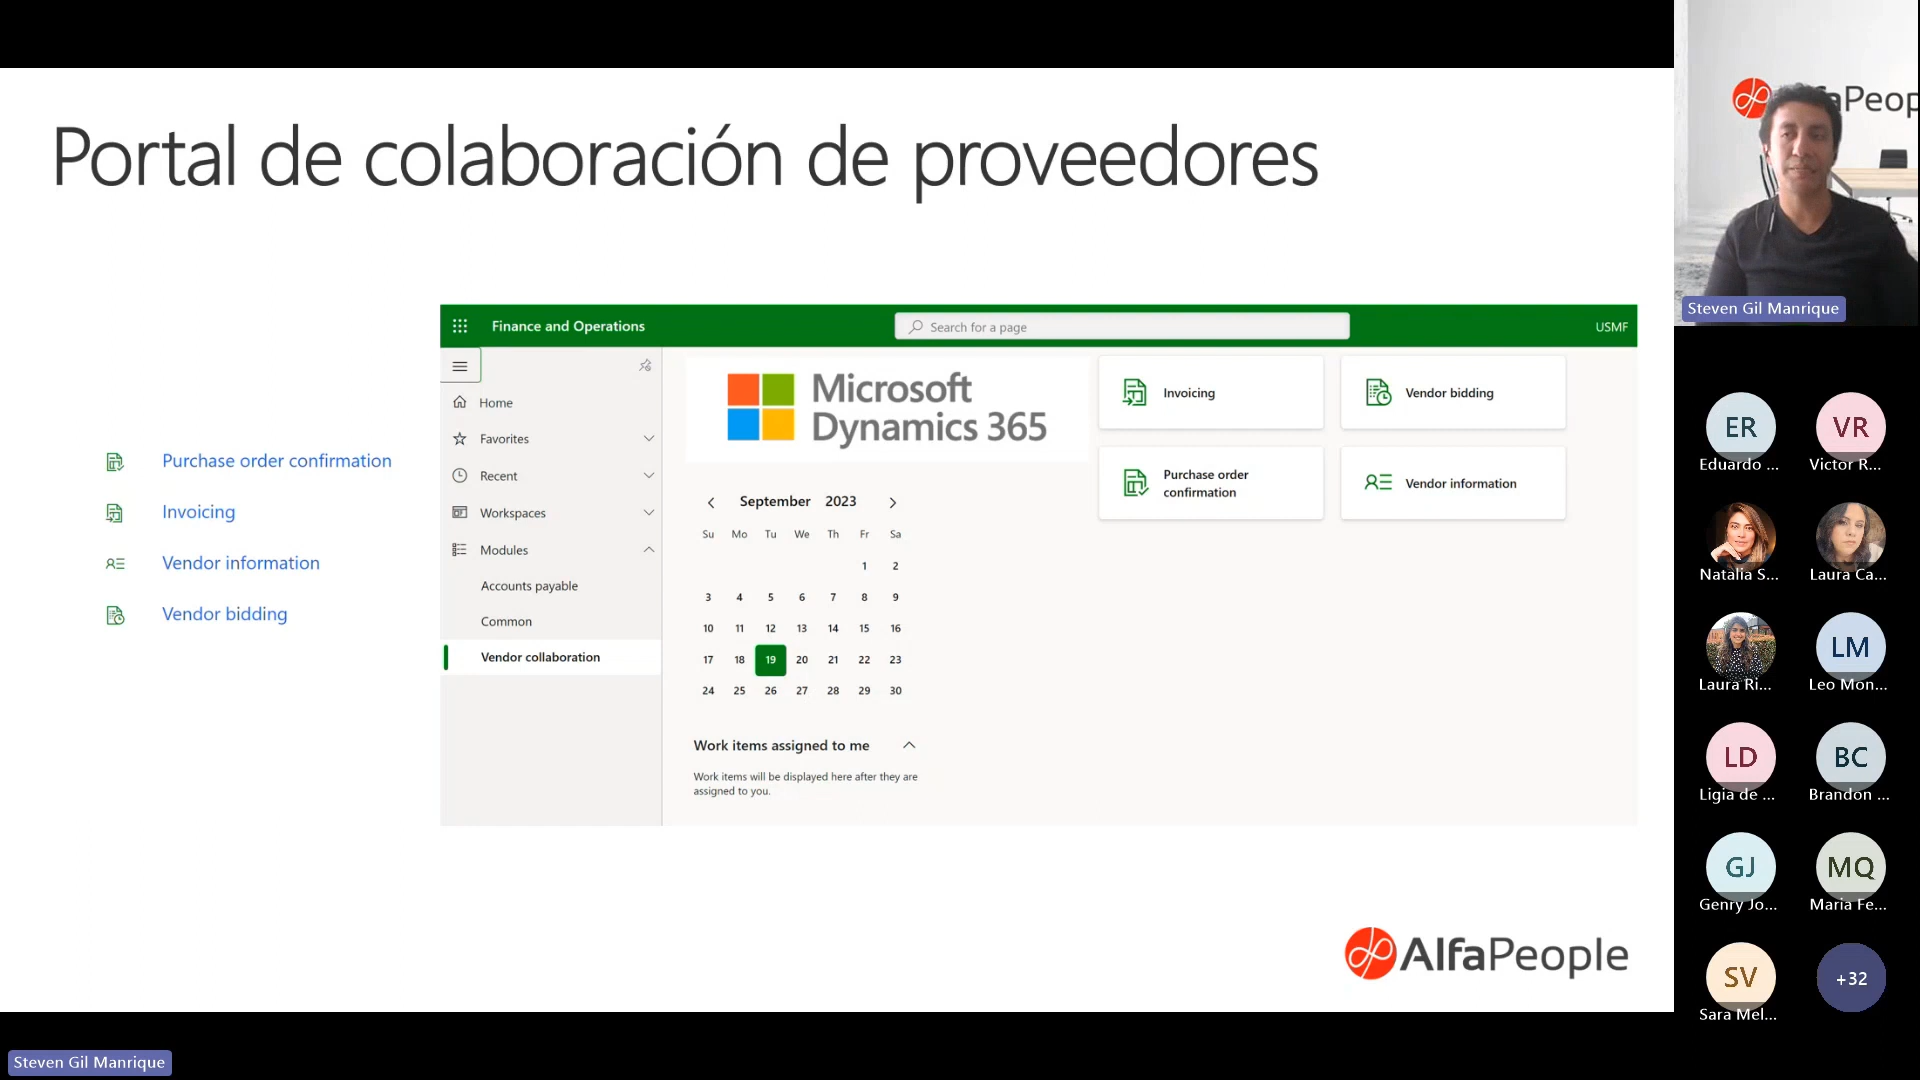 Portal de colaboración de proveedores
Purchase order confirmation
Invoicing
Vendor information
Vendor bidding
Finance and Operations
Search for a page
USMF
Home
Favorites
Recent
Workspaces
Modules
Accounts payable
Common
Vendor collaboration
Microsoft
Dynamics 365
September 2023
Su Mo Tu We Th Fr Sa
1 2
3 4 5 6 7 8 9
10 11 12 13 14 15 16
17 18 19 20 21 22 23
24 25 26 27 28 29 30
Work items assigned to me
Work items will be displayed here after they are
assigned to you.
Invoicing
Vendor bidding
Purchase order
confirmation
Vendor information
AlfaPeople
aPeop
Steven Gil Manrique
ER
Eduardo ...
VR
Victor R...
Natalia S...
Laura Ca...
Laura Ri...
LM
Leo Mon...
LD
Ligia de ...
BC
Brandon ...
GJ
Genry Jo...
MQ
Maria Fe...
SV
Sara Mel...
+32
Steven Gil Manrique